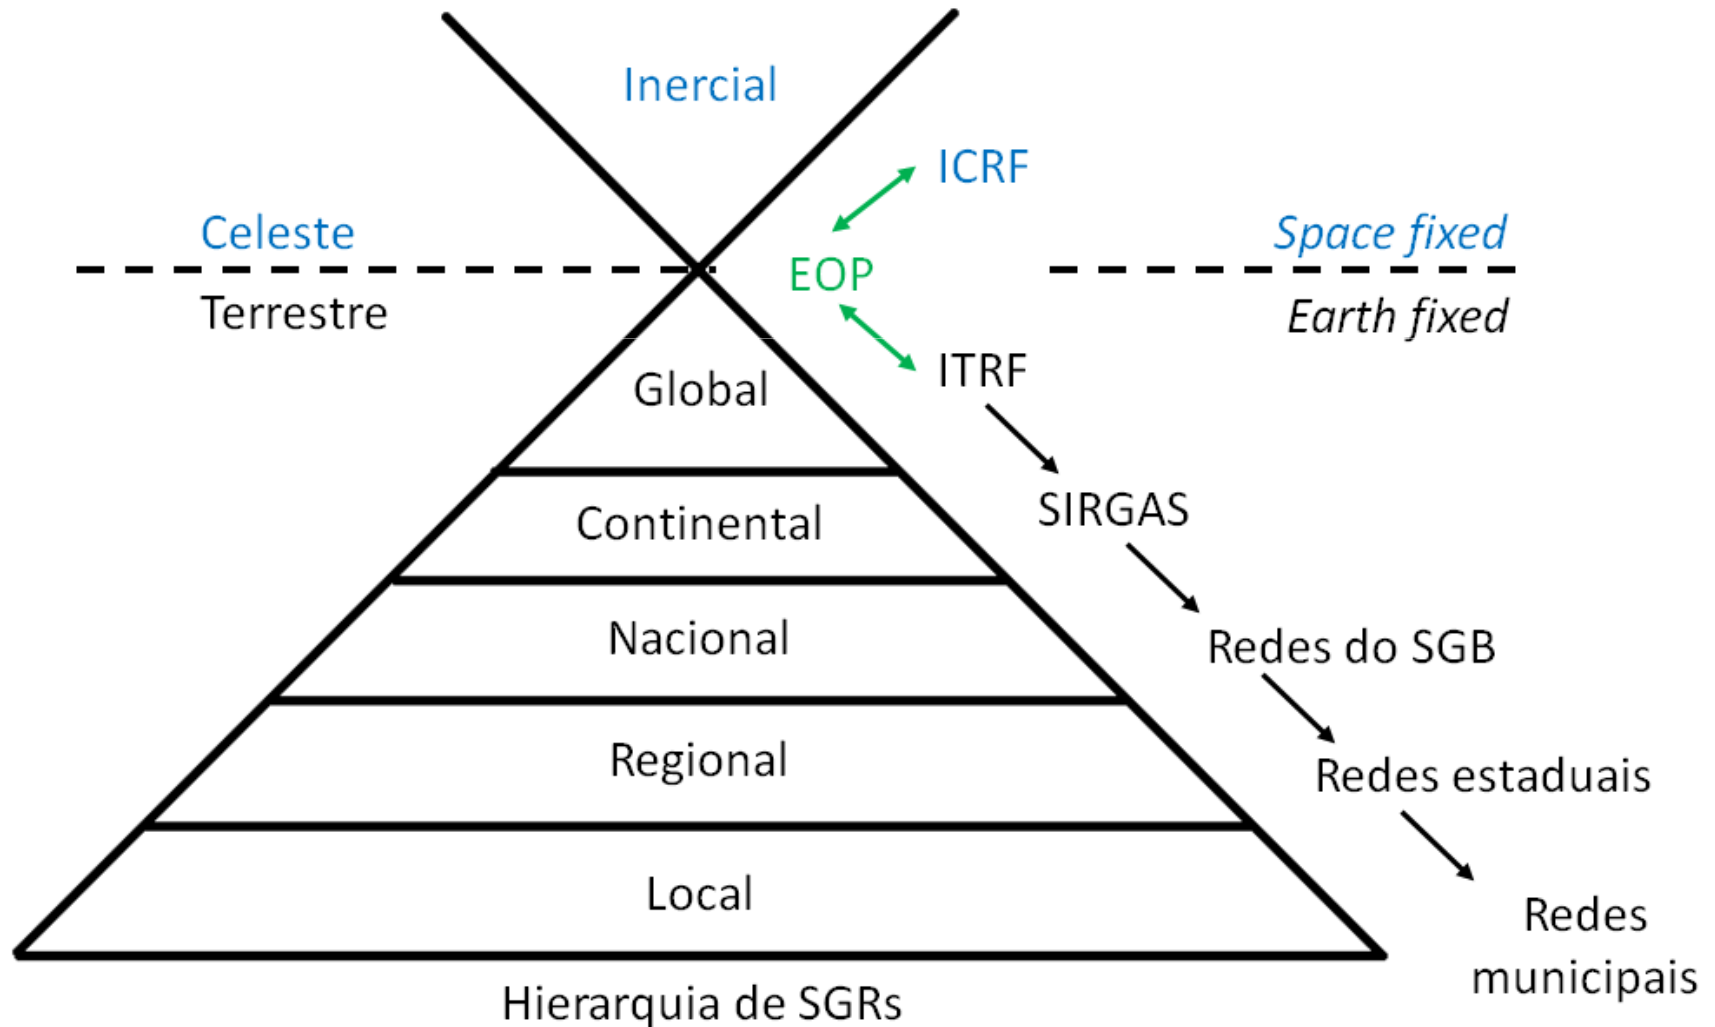 Inercial
ICRF
Celeste
Space fixed
EOP
Terrestre
Earth fixed
ITRF
Global
SIRGAS
Continental
Nacional
Redes do SGB
Regional
Redes estaduais
Local
Redes
municipais
Hierarquia de SGRs